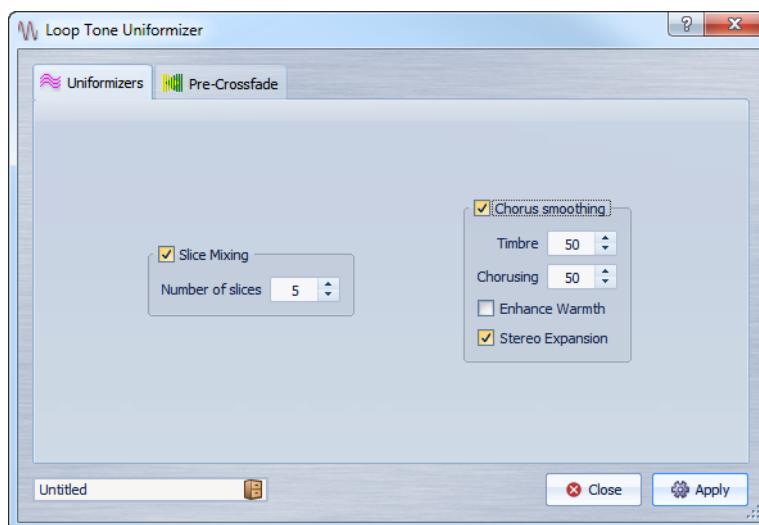 Loop Tone Uniformizer
?
Uniformizers
Pre-Crossfade
Slice Mixing
Number of slices 5
Chorus smoothing
Timbre 50
Chorusing 50
Enhance Warmth
Stereo Expansion
Untitled
Close
Apply